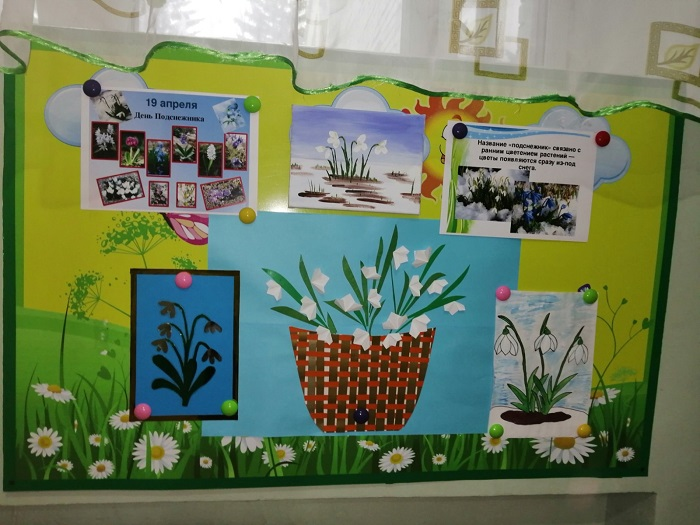 19 апреля
День Подснежника
Название «подснежник» связано с
ранним цветением растений —
цветы появляются сразу из-под
снега.